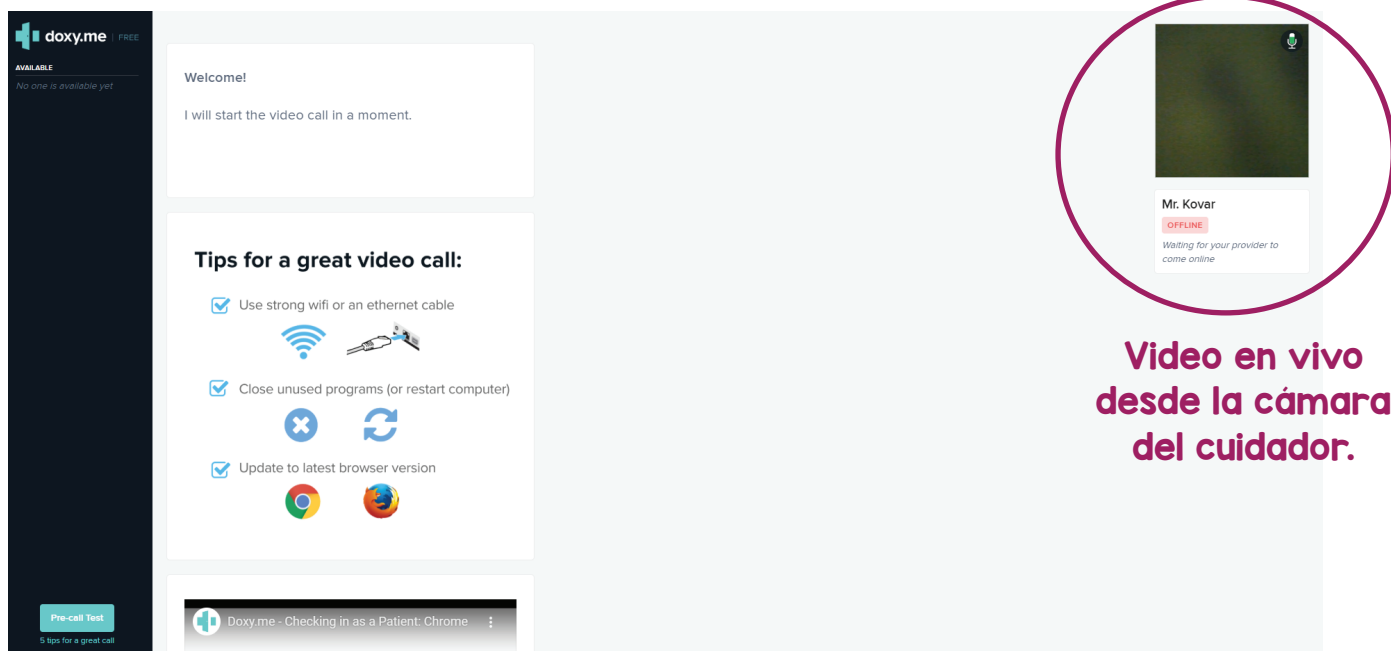 doxy.me | FREE
AVAILABLE
No one is available yet
Welcome!
I will start the video call in a moment.
Tips for a great video call:
Use strong wifi or an ethernet cable
Close unused programs (or restart computer)
Update to latest browser version
Doxy.me - Checking in as a Patient: Chrome
Pre-call Test
5 tips for a great call
Mr. Kovar
OFFLINE
Waiting for your provider to
come online
Video en vivo
desde la cámara
del cuidador.